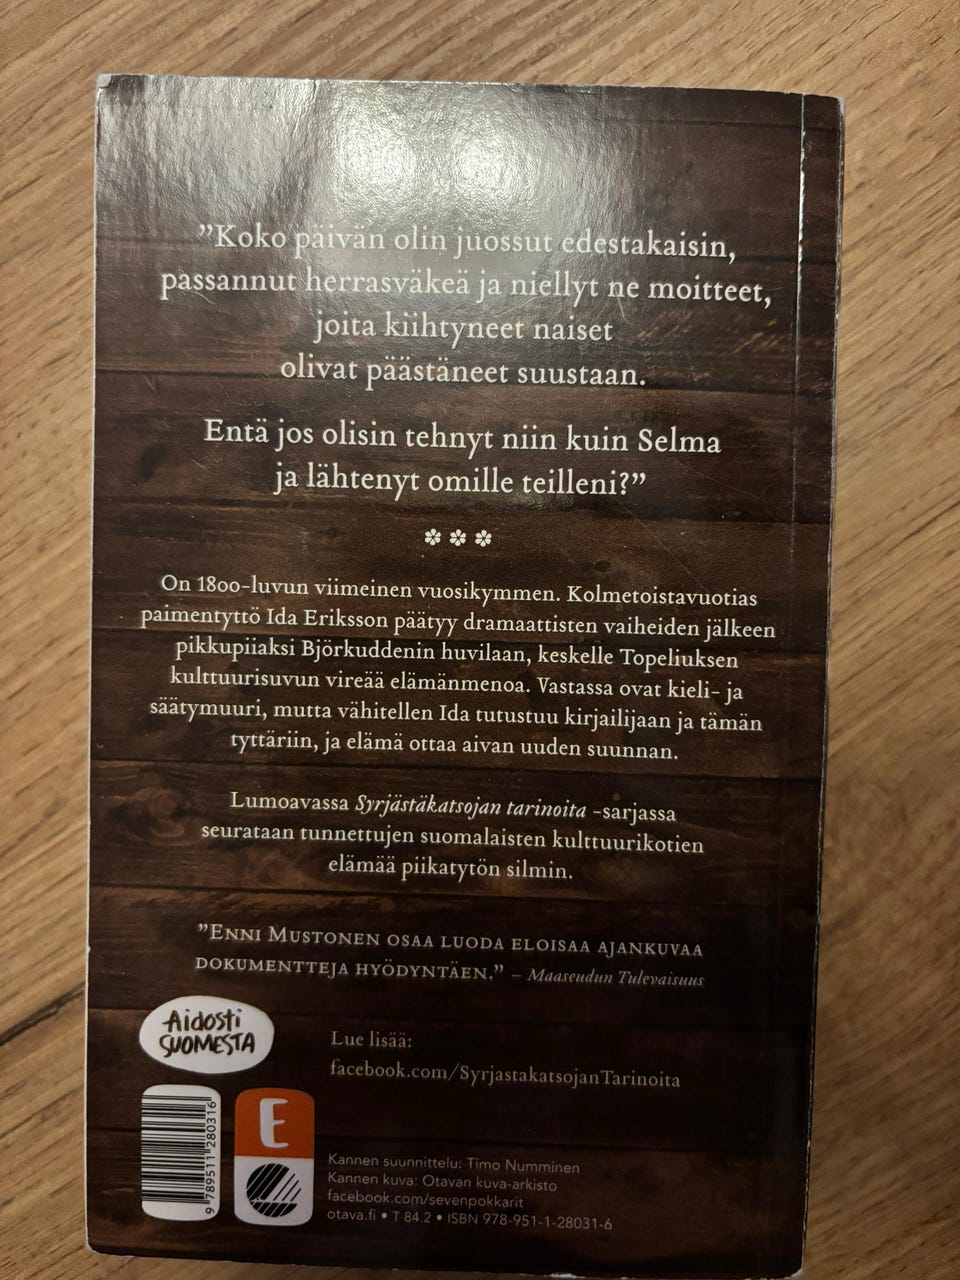 ”Koko päivän olin juossut edestakaisin,
passannut herrasväkeä ja niellyt ne moitteet,
joita kiihtyneet naiset
olivat päästäneet suustaan.
Entä jos olisin tehnyt niin kuin Selma
ja lähtenyt omille teilleni?”
On 1800-luvun viimeinen vuosikymmen. Kolmetoistavuotias
paimentyttö Ida Eriksson päätyy dramaattisten vaiheiden jälkeen
pikkupiiaksi Björkuddenin huvilaan, keskelle Topeliuksen
kulttuurisuvun vireää elämänmenoa. Vastassa ovat kieli- ja
säätymuuri, mutta vähitellen Ida tutustuu kirjailijaan ja tämän
tyttäriin, ja elämä ottaa aivan uuden suunnan.
Lumoavassa Syrjästäkatsojan tarinoita -sarjassa
seurataan tunnettujen suomalaisten kulttuurikotien
elämää piikatytön silmin.
”ENNI MUSTONEN OSAA LUODA ELOISAA AJANKUVAA
DOKUMENTTEJA HYÖDYNTÄEN.” – Maaseudun Tulevaisuus
Aidosti
SUOMESTA
Lue lisää:
facebook.com/SyrjastakatsojanTarinoita
9 789511 280316
E
Kannen suunnittelu: Timo Numminen
Kannen kuva: Otavan kuva-arkisto
facebook.com/sevenpokkarit
otava.fi • T 84.2 • ISBN 978-951-1-28031-6